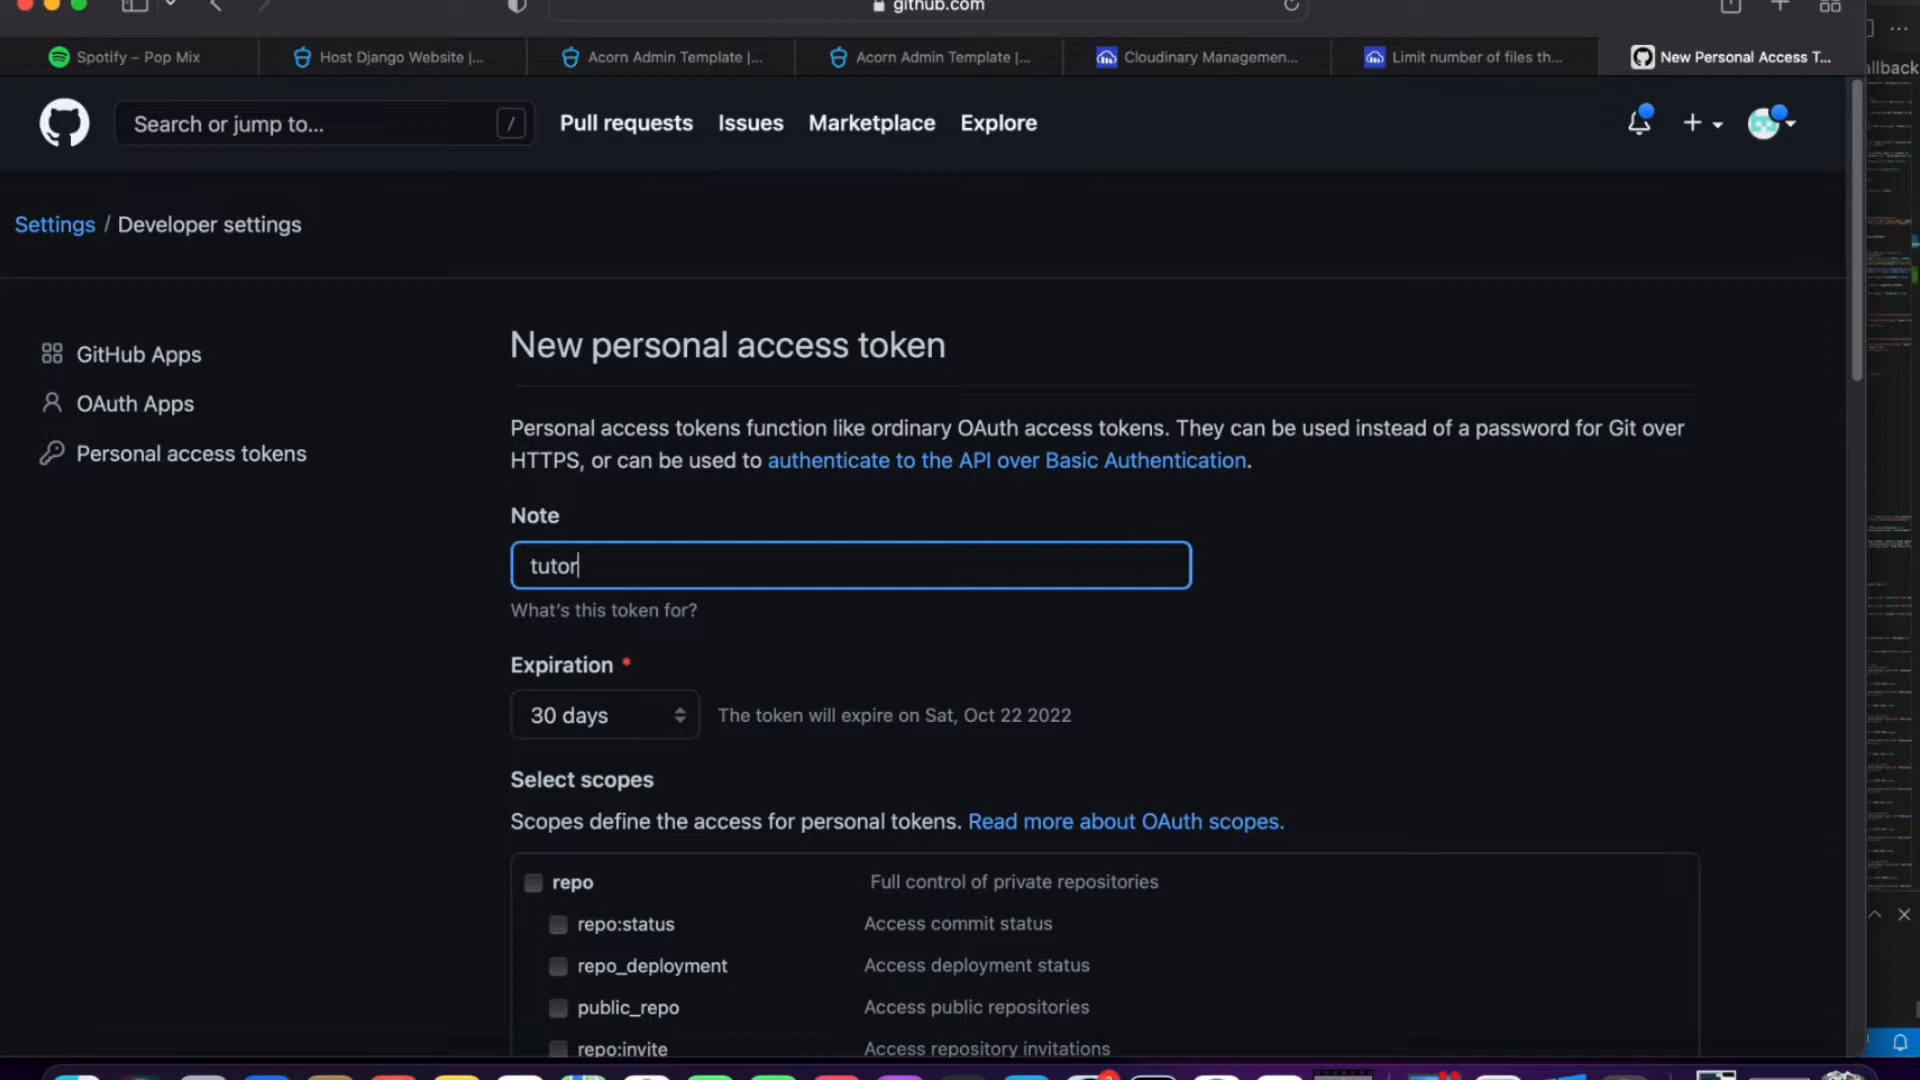 github.com
Spotify – Pop Mix
Host Django Website |...
Acorn Admin Template |...
Acorn Admin Template |...
Cloudinary Managemen...
Limit number of files th...
New Personal Access T...
allback
Search or jump to...
/
Pull requests
Issues
Marketplace
Explore
Settings / Developer settings
GitHub Apps
OAuth Apps
Personal access tokens
New personal access token
Personal access tokens function like ordinary OAuth access tokens. They can be used instead of a password for Git over
HTTPS, or can be used to authenticate to the API over Basic Authentication.
Note
tutor
What's this token for?
Expiration *
30 days
The token will expire on Sat, Oct 22 2022
Select scopes
Scopes define the access for personal tokens. Read more about OAuth scopes.
repo Full control of private repositories
repo:status Access commit status
repo_deployment Access deployment status
public_repo Access public repositories
repo:invite Access repository invitations